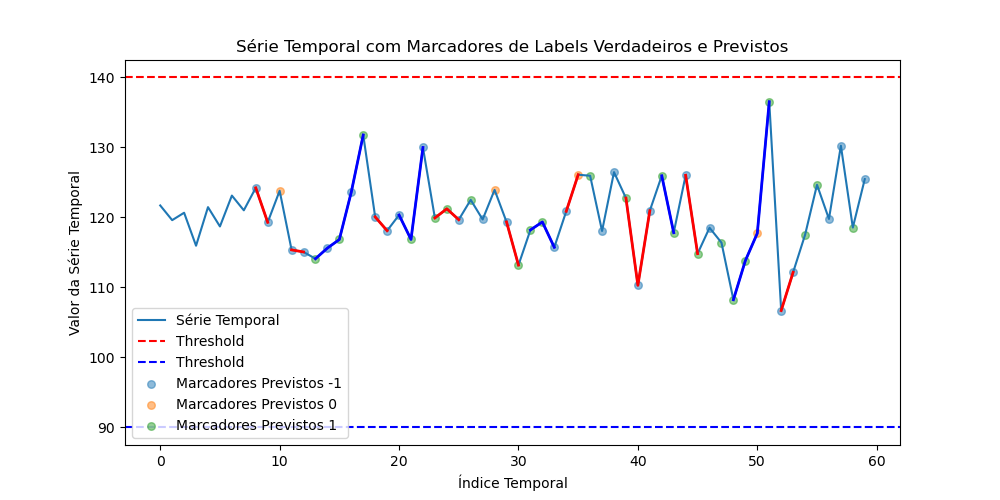 Série Temporal com Marcadores de Labels Verdadeiros e Previstos
Valor da Série Temporal
140
130
120
110
100
90
Série Temporal
Threshold
Threshold
Marcadores Previstos -1
Marcadores Previstos 0
Marcadores Previstos 1
0
10
20
30
40
50
60
Índice Temporal